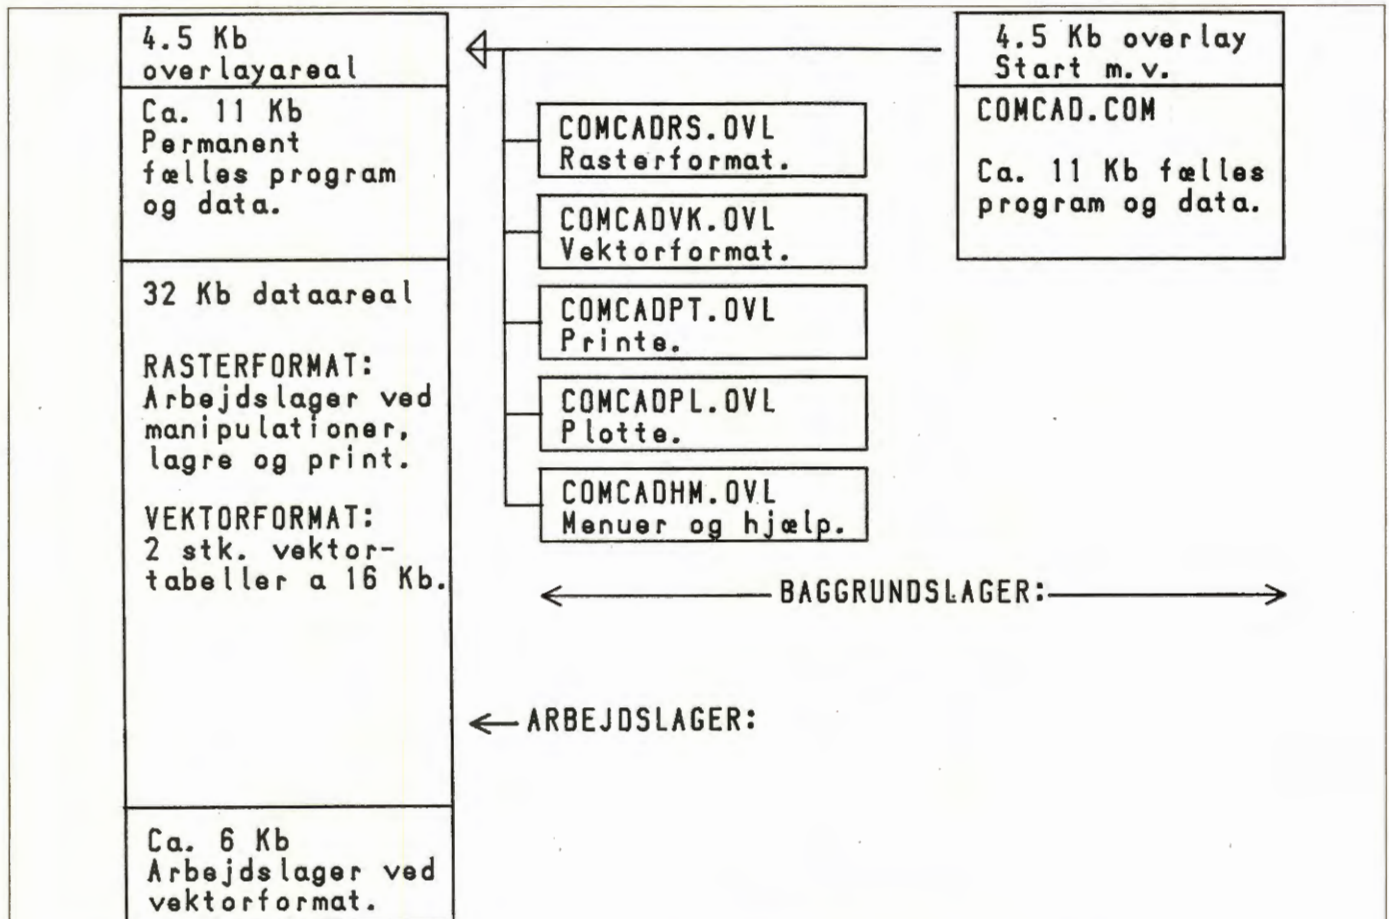 4.5 Kb
overlayareal
Ca. 11 Kb
Permanent
fælles program
og data.
32 Kb dataareal
RASTERFORMAT:
Arbejdslager ved
manipulationer,
lagre og print.
VEKTORFORMAT:
2 stk. vektor-
tabeller a 16 Kb.
Ca. 6 Kb
Arbejdslager ved
vektorformat.
COMCADRS.OVL
Rasterformat.
COMCADVK.OVL
Vektorformat.
COMCADPT.OVL
Printe.
COMCADPL.OVL
Plotte.
COMCADHM.OVL
Menuer og hjælp.
4.5 Kb overlay
Start m.v.
COMCAD.COM
Ca. 11 Kb fælles
program og data.
BAGGRUNDSLAGER:
ARBEJDSLAGER: